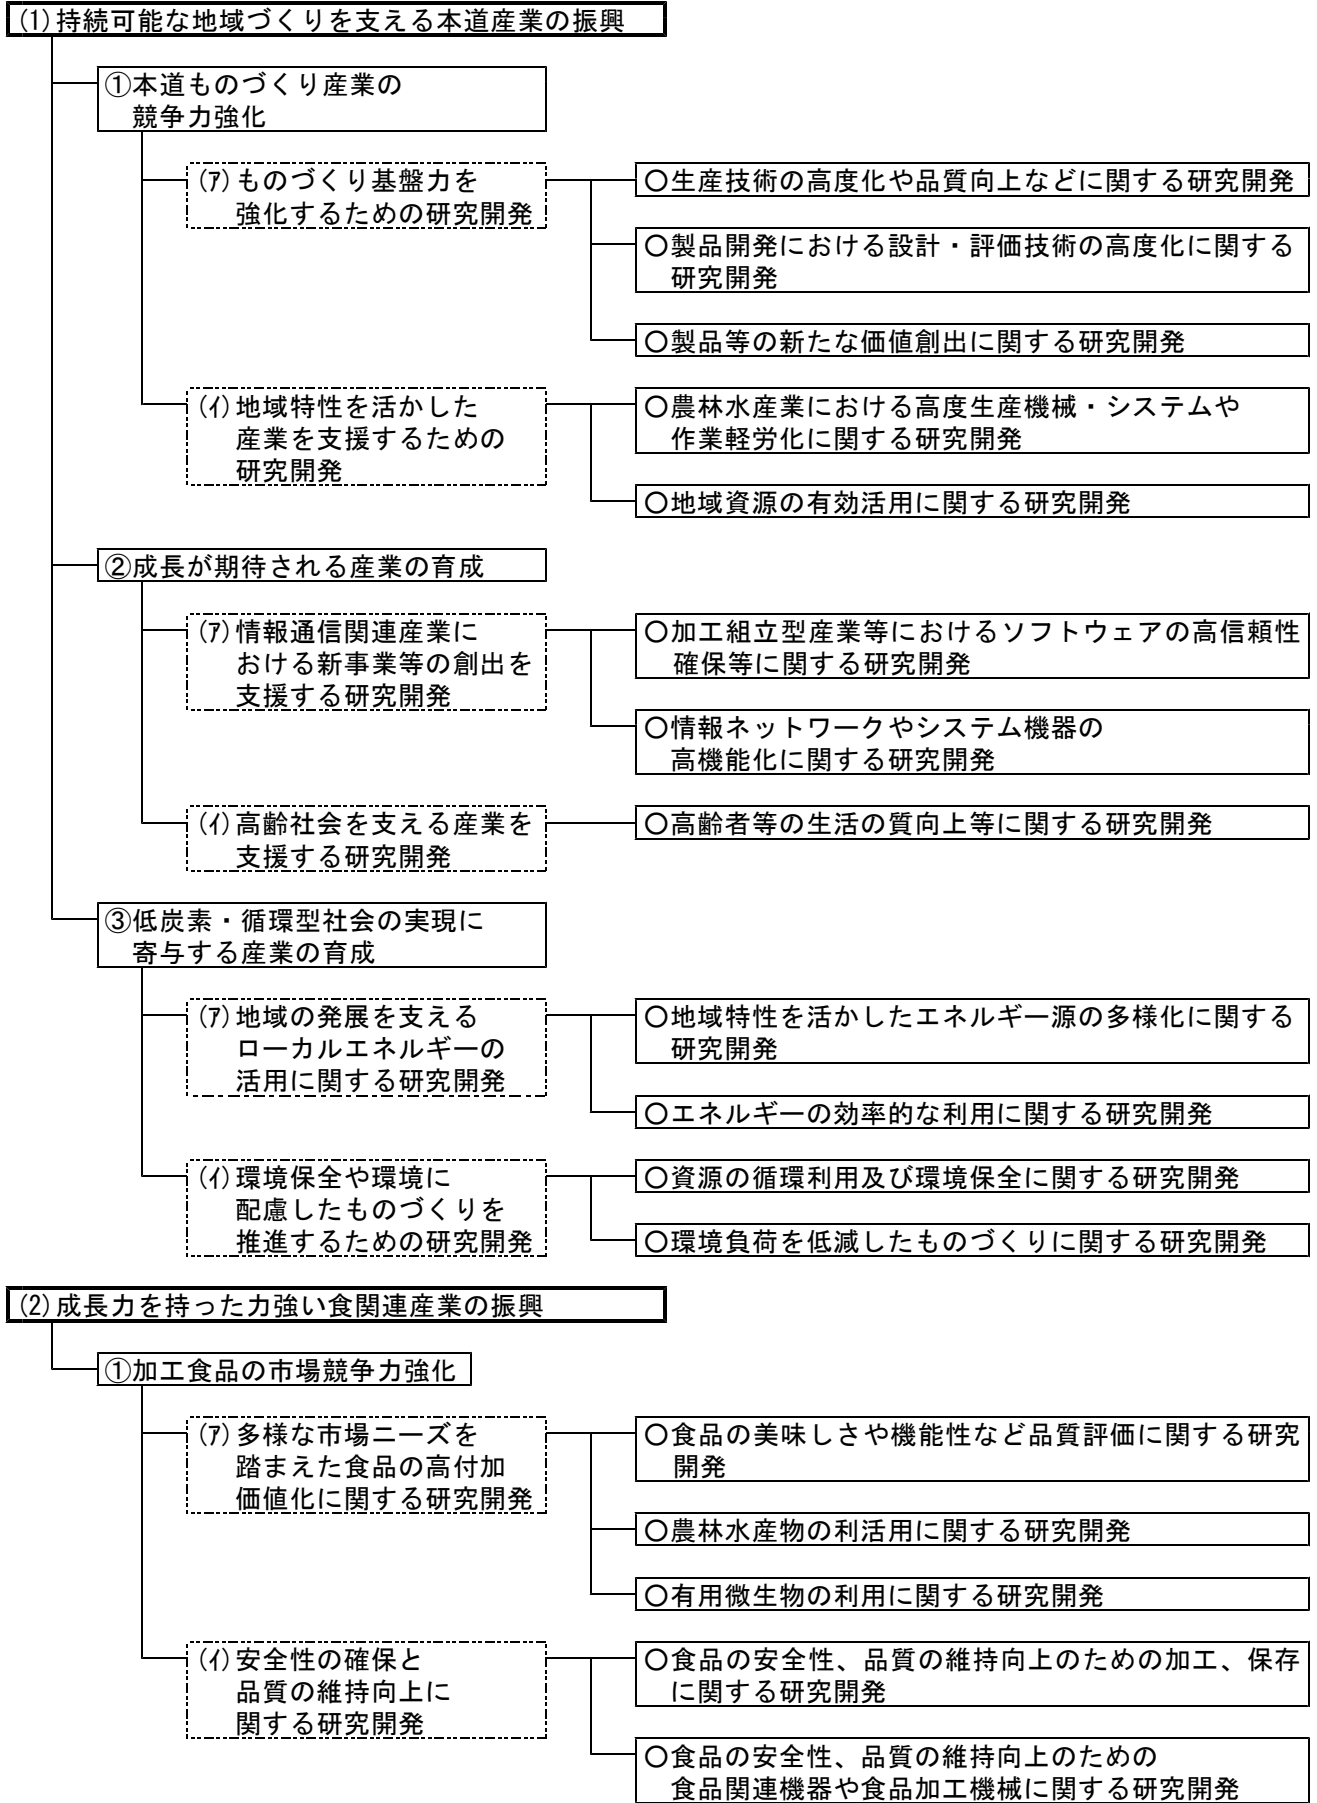 (1)持続可能な地域づくりを支える本道産業の振興
①本道ものづくり産業の
競争力強化
(ｱ)ものづくり基盤力を
強化するための研究開発
○生産技術の高度化や品質向上などに関する研究開発
○製品開発における設計・評価技術の高度化に関する
研究開発
○製品等の新たな価値創出に関する研究開発
(ｲ)地域特性を活かした
産業を支援するための
研究開発
○農林水産業における高度生産機械・システムや
作業軽労化に関する研究開発
○地域資源の有効活用に関する研究開発
②成長が期待される産業の育成
(ｱ)情報通信関連産業に
おける新事業等の創出を
支援する研究開発
○加工組立型産業等におけるソフトウェアの高信頼性
確保等に関する研究開発
○情報ネットワークやシステム機器の
高機能化に関する研究開発
(ｲ)高齢社会を支える産業を
支援する研究開発
○高齢者等の生活の質向上等に関する研究開発
③低炭素・循環型社会の実現に
寄与する産業の育成
(ｱ)地域の発展を支える
ローカルエネルギーの
活用に関する研究開発
○地域特性を活かしたエネルギー源の多様化に関する
研究開発
○エネルギーの効率的な利用に関する研究開発
(ｲ)環境保全や環境に
配慮したものづくりを
推進するための研究開発
○資源の循環利用及び環境保全に関する研究開発
○環境負荷を低減したものづくりに関する研究開発
(2)成長力を持った力強い食関連産業の振興
①加工食品の市場競争力強化
(ｱ)多様な市場ニーズを
踏まえた食品の高付加
価値化に関する研究開発
○食品の美味しさや機能性など品質評価に関する研究
開発
○農林水産物の利活用に関する研究開発
○有用微生物の利用に関する研究開発
(ｲ)安全性の確保と
品質の維持向上に
関する研究開発
○食品の安全性、品質の維持向上のための加工、保存
に関する研究開発
○食品の安全性、品質の維持向上のための
食品関連機器や食品加工機械に関する研究開発